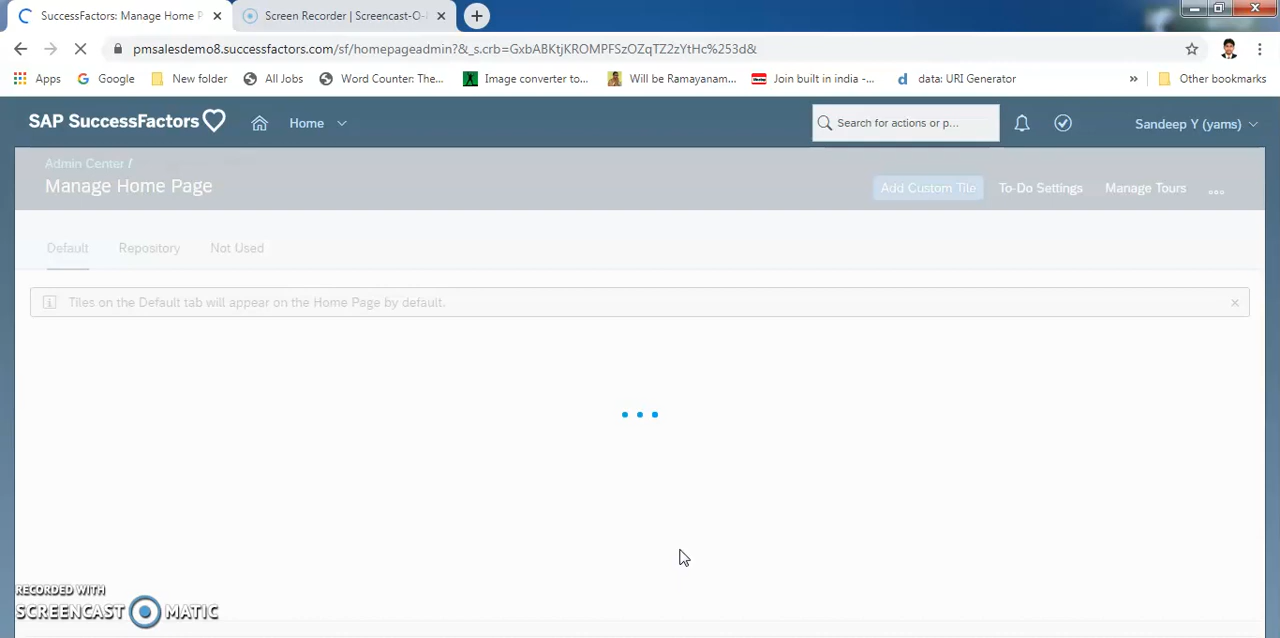 SuccessFactors: Manage Home P
Screen Recorder | Screencast-O-
pmsalesdemo8.successfactors.com/sf/homepageadmin?&_s.crb=GxbABKtjKROMPFSzOZqTZ2zYtHc%253d&
Apps Google New folder All Jobs Word Counter: The... Image converter to... Will be Ramayanam... Join built in india -... data: URI Generator » Other bookmarks
SAP SuccessFactors Home Search for actions or p... Sandeep Y (yams)
Admin Center /
Manage Home Page Add Custom Tile To-Do Settings Manage Tours ...
Default Repository Not Used
Tiles on the Default tab will appear on the Home Page by default.
RECORDED WITH
SCREENCAST MATIC